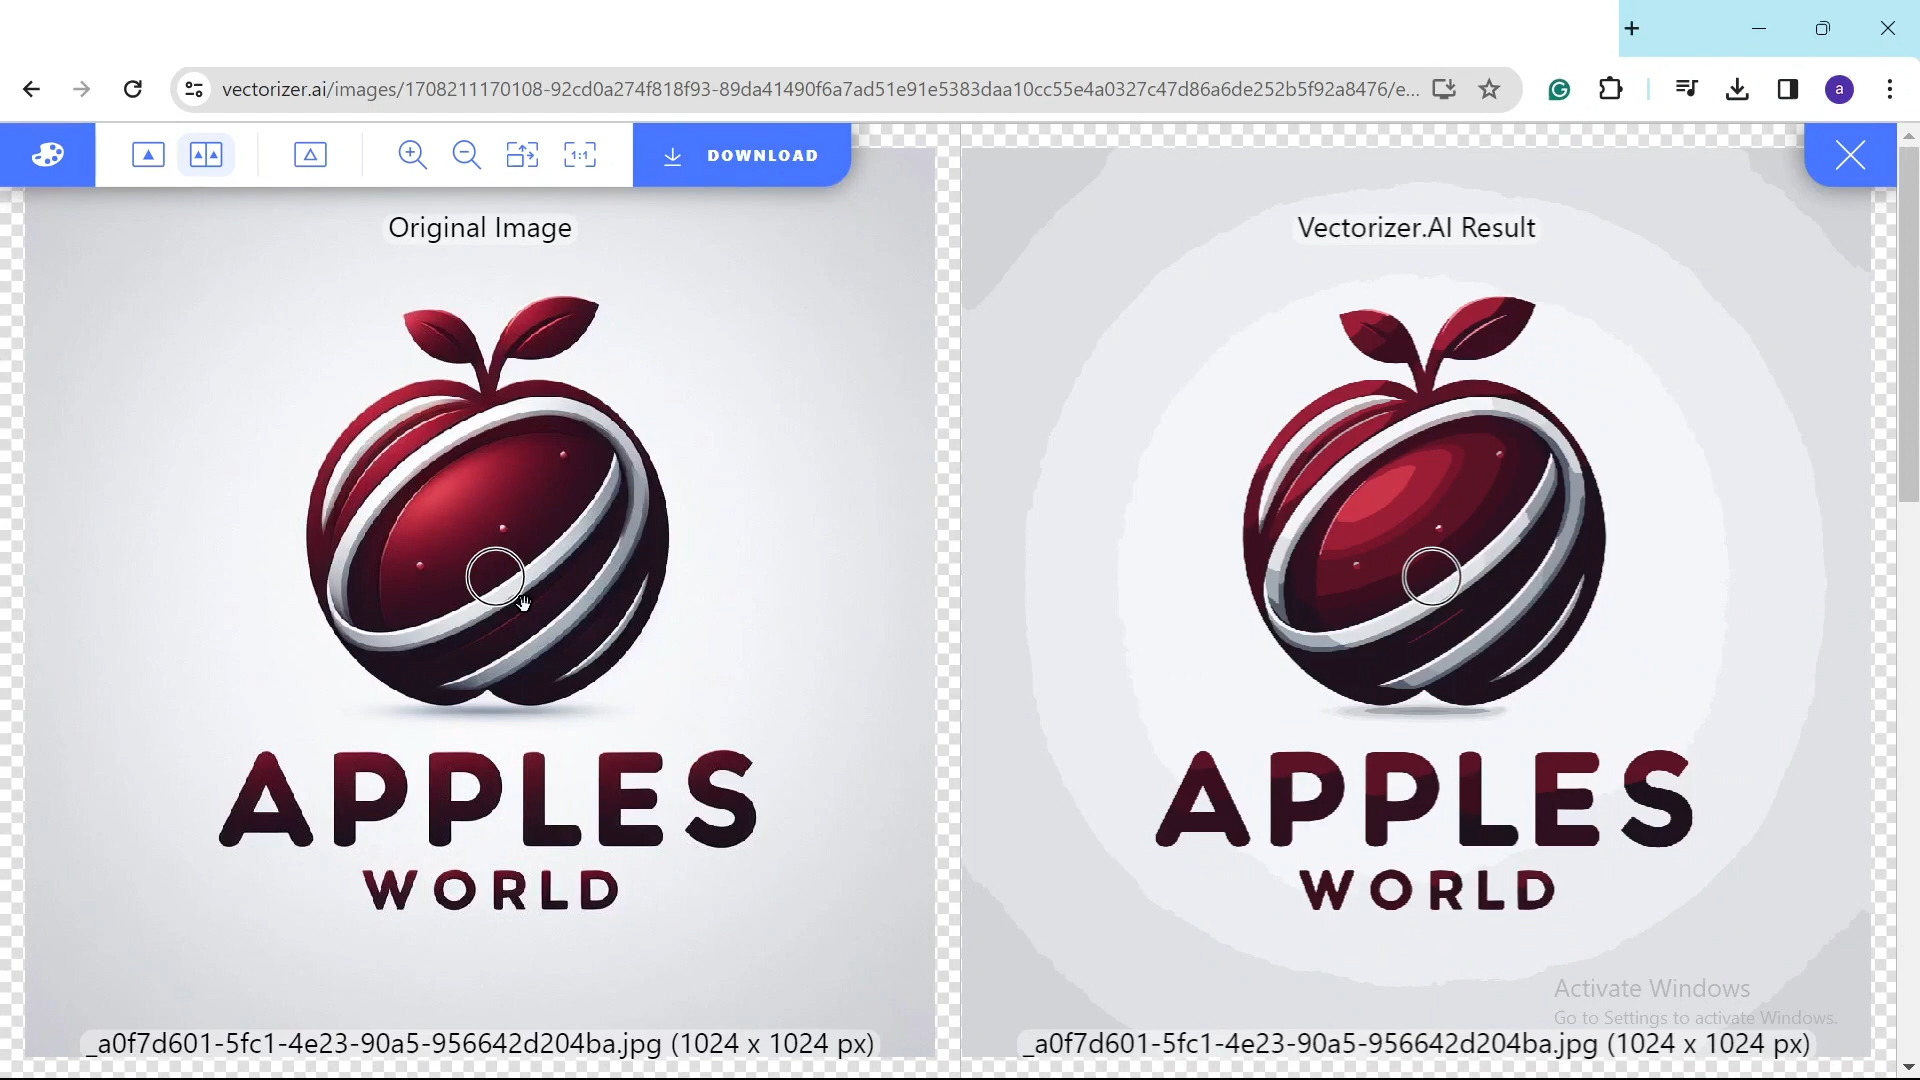 vectorizer.ai/images/1708211170108-92cd0a274f818f93-89da41490f6a7ad51e91e5383daa10cc55e4a0327c47d86a6de252b5f92a8476/e...
a
1:1
DOWNLOAD
Original Image
Vectorizer.AI Result
APPLES
WORLD
APPLES
WORLD
Activate Windows
Go to Settings to activate Windows.
_a0f7d601-5fc1-4e23-90a5-956642d204ba.jpg (1024 x 1024 px)
_a0f7d601-5fc1-4e23-90a5-956642d204ba.jpg (1024 x 1024 px)